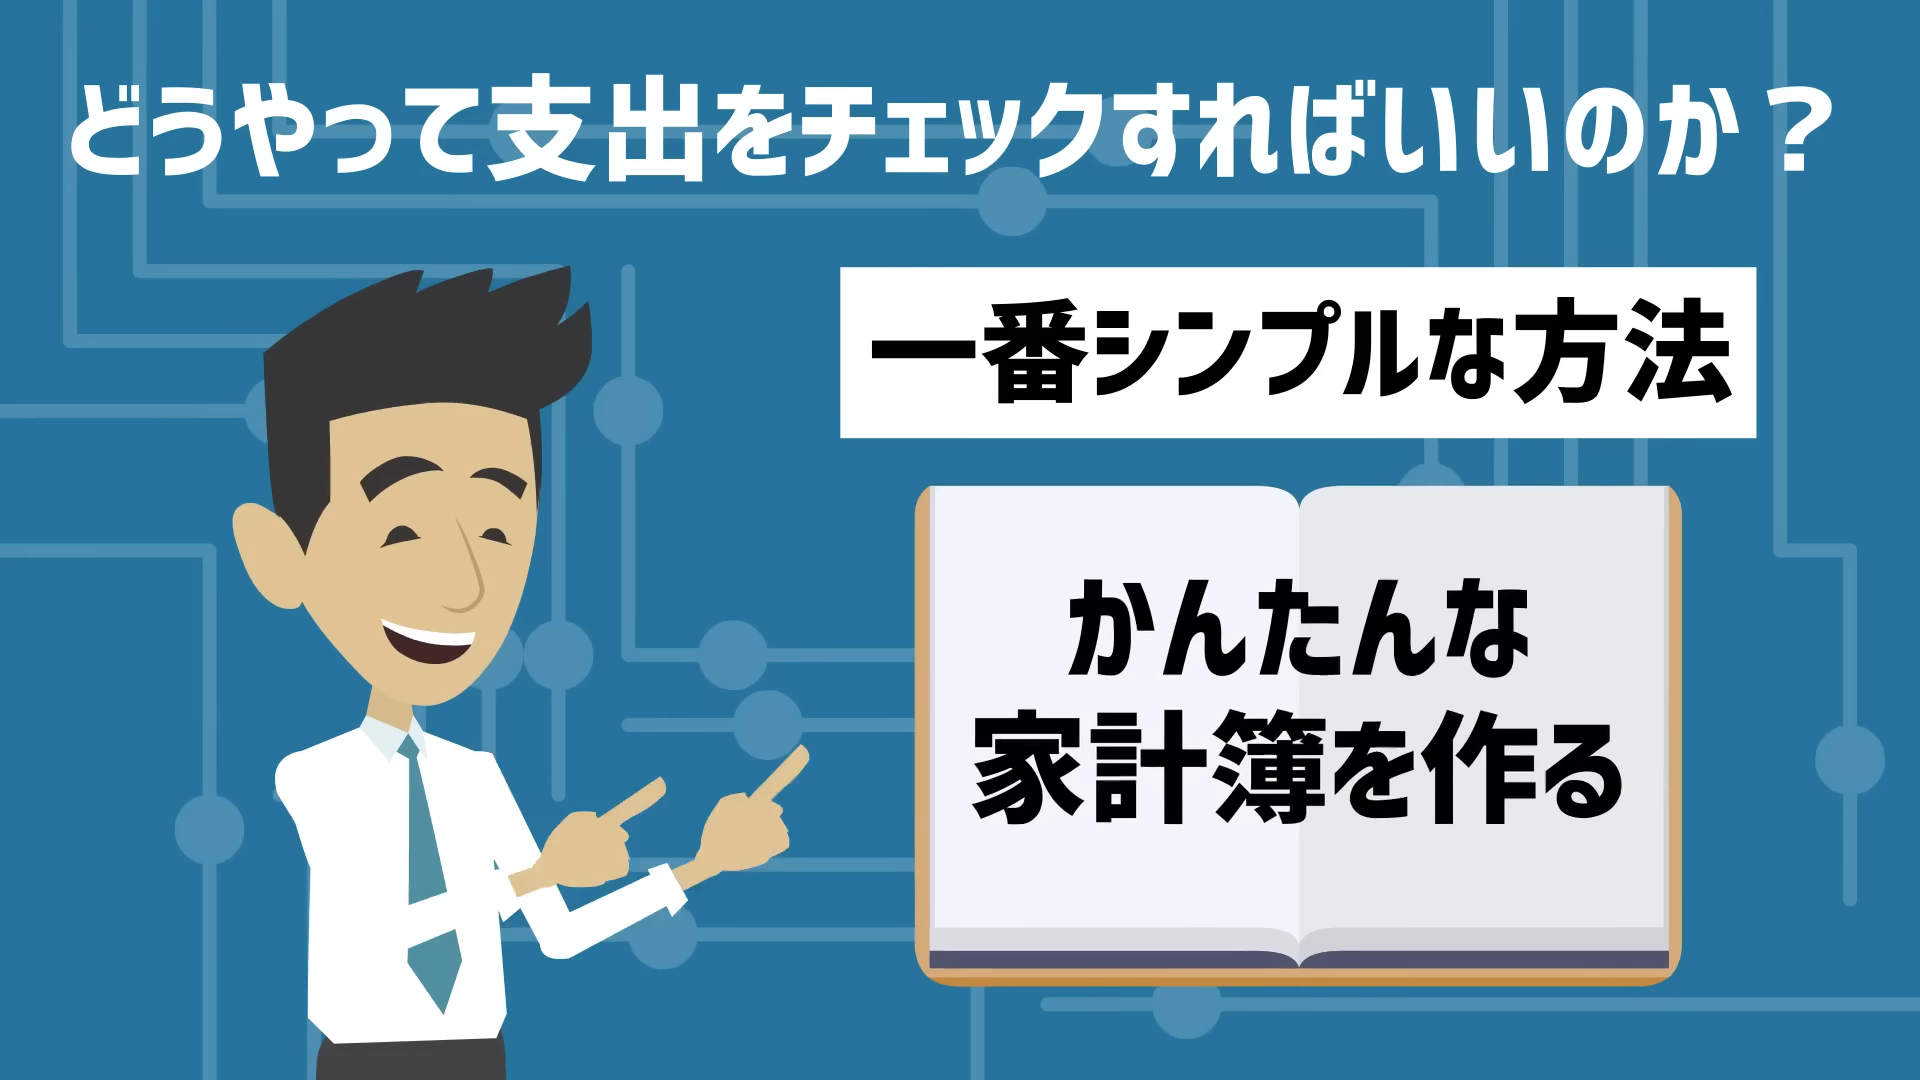 どうやって支出をチェックすればいいのか？
一番シンプルな方法
かんたんな
家計簿を作る